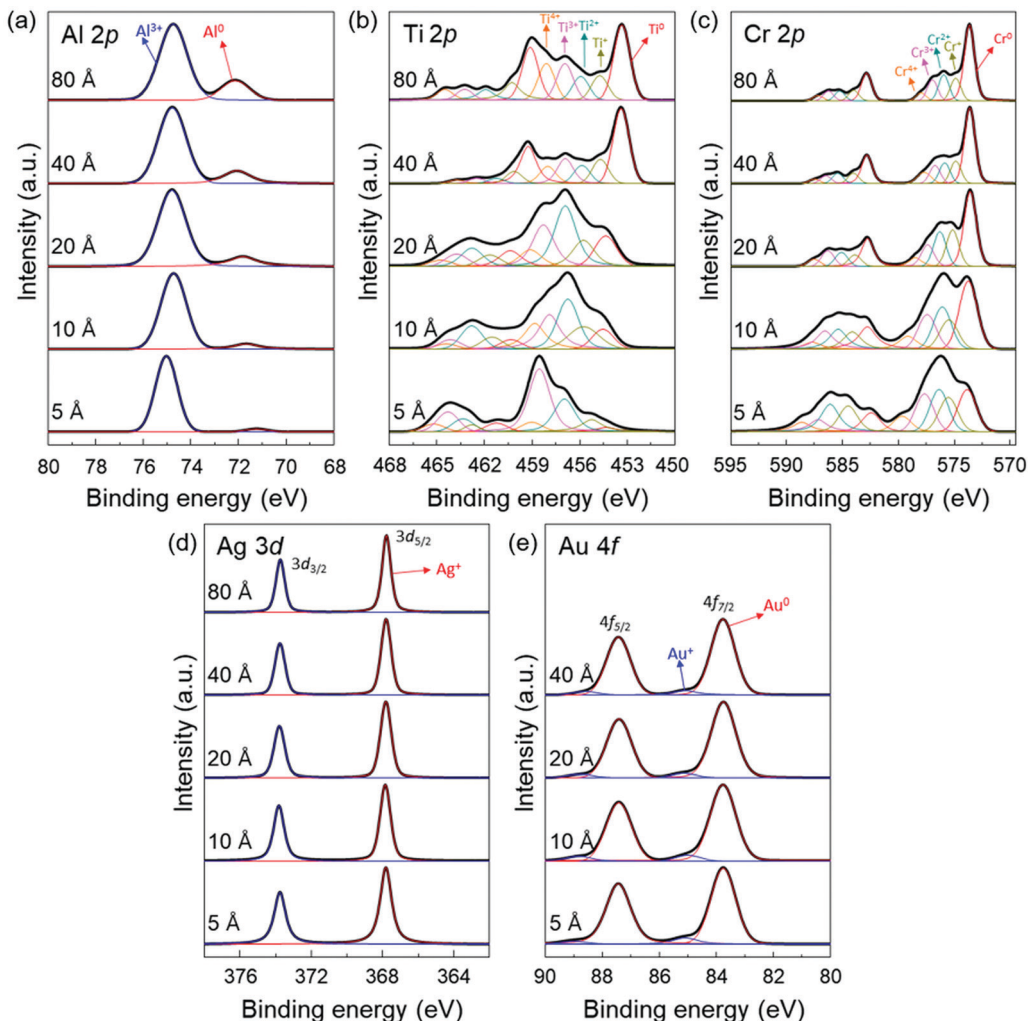 (a) Al 2p
Al³⁺ Al⁰
80 Å
40 Å
20 Å
10 Å
5 Å
80 78 76 74 72 70 68
Binding energy (eV)
Intensity (a.u.)
(b) Ti 2p
Ti⁴⁺ Ti³⁺ Ti²⁺ Ti⁺ Ti⁰
80 Å
40 Å
20 Å
10 Å
5 Å
468 465 462 459 456 453 450
Binding energy (eV)
Intensity (a.u.)
(c) Cr 2p
Cr⁴⁺ Cr³⁺ Cr²⁺ Cr⁺ Cr⁰
80 Å
40 Å
20 Å
10 Å
5 Å
595 590 585 580 575 570
Binding energy (eV)
Intensity (a.u.)
(d) Ag 3d
3d₃/₂ 3d₅/₂
Ag⁺
80 Å
40 Å
20 Å
10 Å
5 Å
376 372 368 364
Binding energy (eV)
Intensity (a.u.)
(e) Au 4f
4f₅/₂ 4f₇/₂
Au⁺ Au⁰
40 Å
20 Å
10 Å
5 Å
90 88 86 84 82 80
Binding energy (eV)
Intensity (a.u.)